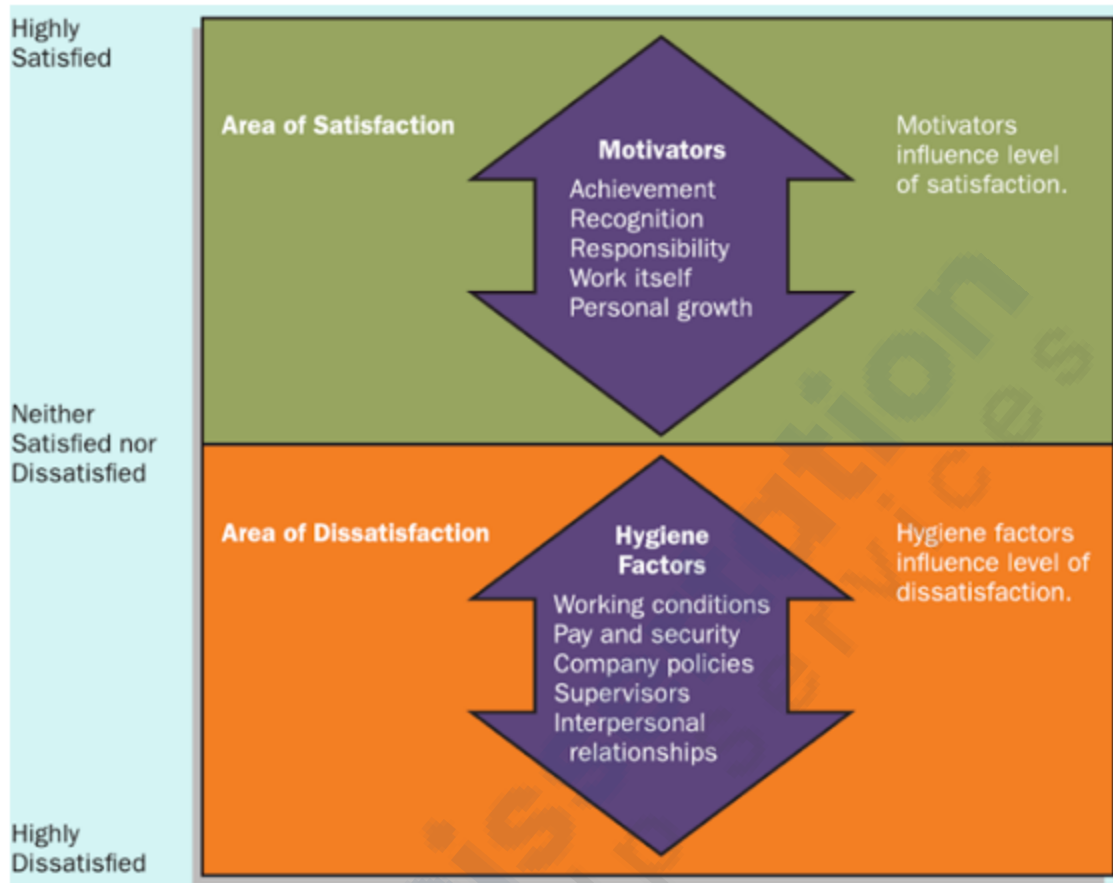 Highly
Satisfied
Area of Satisfaction
Motivators
Achievement
Recognition
Responsibility
Work itself
Personal growth
Motivators
influence level
of satisfaction.
Neither
Satisfied nor
Dissatisfied
Area of Dissatisfaction
Hygiene
Factors
Working conditions
Pay and security
Company policies
Supervisors
Interpersonal
relationships
Hygiene factors
influence level of
dissatisfaction.
Highly
Dissatisfied
services